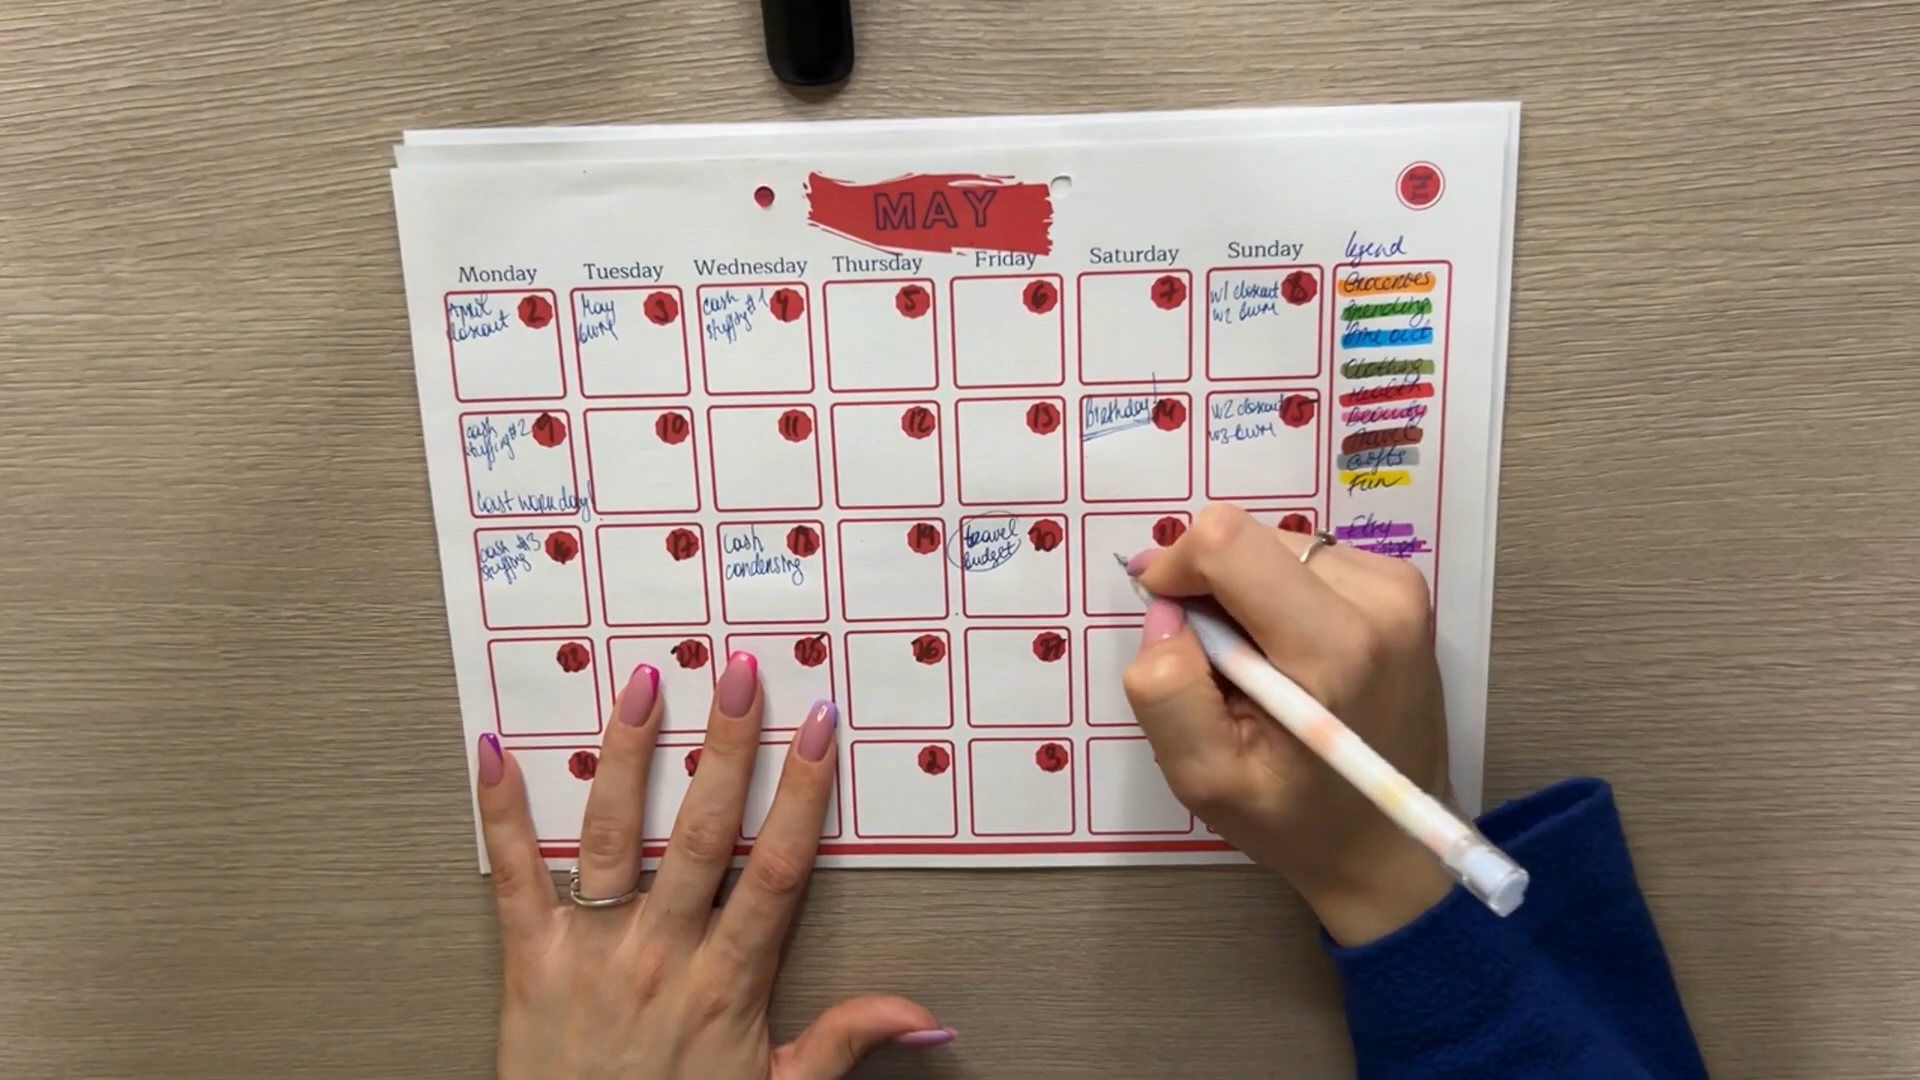 MAY
Monday Tuesday Wednesday Thursday Friday Saturday Sunday
legend
April
closeout
2
May
BWM
3
cash
stuffing #1
4
5
6
7
w1 closeout
w2 BWM
8
cash
stuffing #2
Last work day!
9
10
11
12
13
Birthday!
14
w2 closeout
w3 BWM
15
cash #3
stuffing
16
17
cash
condensing
18
19
travel
budget
20
21
23
24
25
26
27
30
2
3
Groceries
Spending
Dine out
Clothing
Health
Beauty
Travel
Gifts
Fun
Etsy